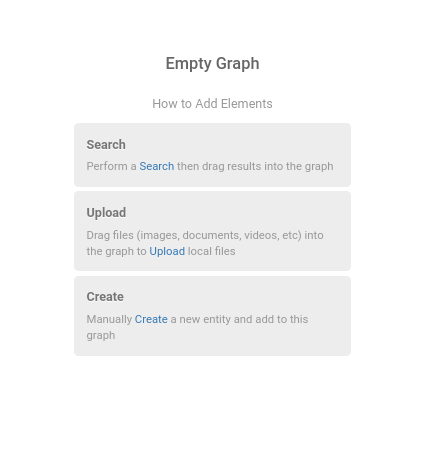 Empty Graph
How to Add Elements
Search
Perform a Search then drag results into the graph
Upload
Drag files (images, documents, videos, etc) into
the graph to Upload local files
Create
Manually Create a new entity and add to this
graph